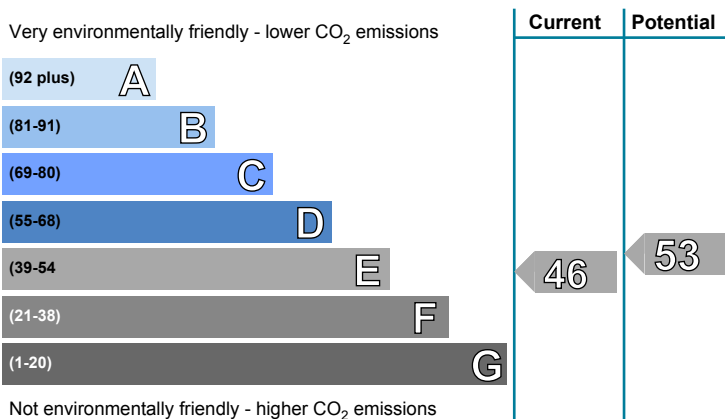 Current Potential
Very environmentally friendly - lower CO₂ emissions
(92 plus) A
(81-91) B
(69-80) C
(55-68) D
(39-54 E
46
53
(21-38) F
(1-20) G
Not environmentally friendly - higher CO₂ emissions